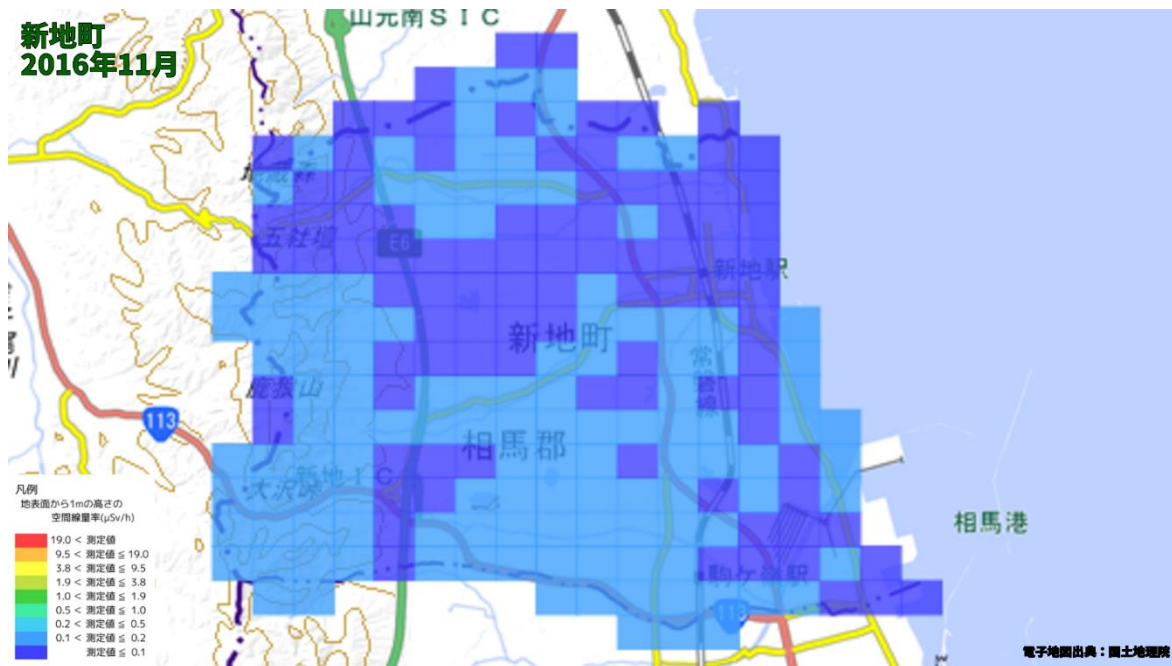 新地町
2016年11月
山元南SIC
五社壇
E6
新地駅
新地町
常磐線
鹿狼山
113
相馬郡
新地IC
大沢峠
相馬港
駒ケ嶺駅
113
凡例
地表面から1mの高さの
空間線量率(μSv/h)
19.0 < 測定値
9.5 < 測定値 ≦ 19.0
3.8 < 測定値 ≦ 9.5
1.9 < 測定値 ≦ 3.8
1.0 < 測定値 ≦ 1.9
0.5 < 測定値 ≦ 1.0
0.2 < 測定値 ≦ 0.5
0.1 < 測定値 ≦ 0.2
測定値 ≦ 0.1
電子地図出典：国土地理院